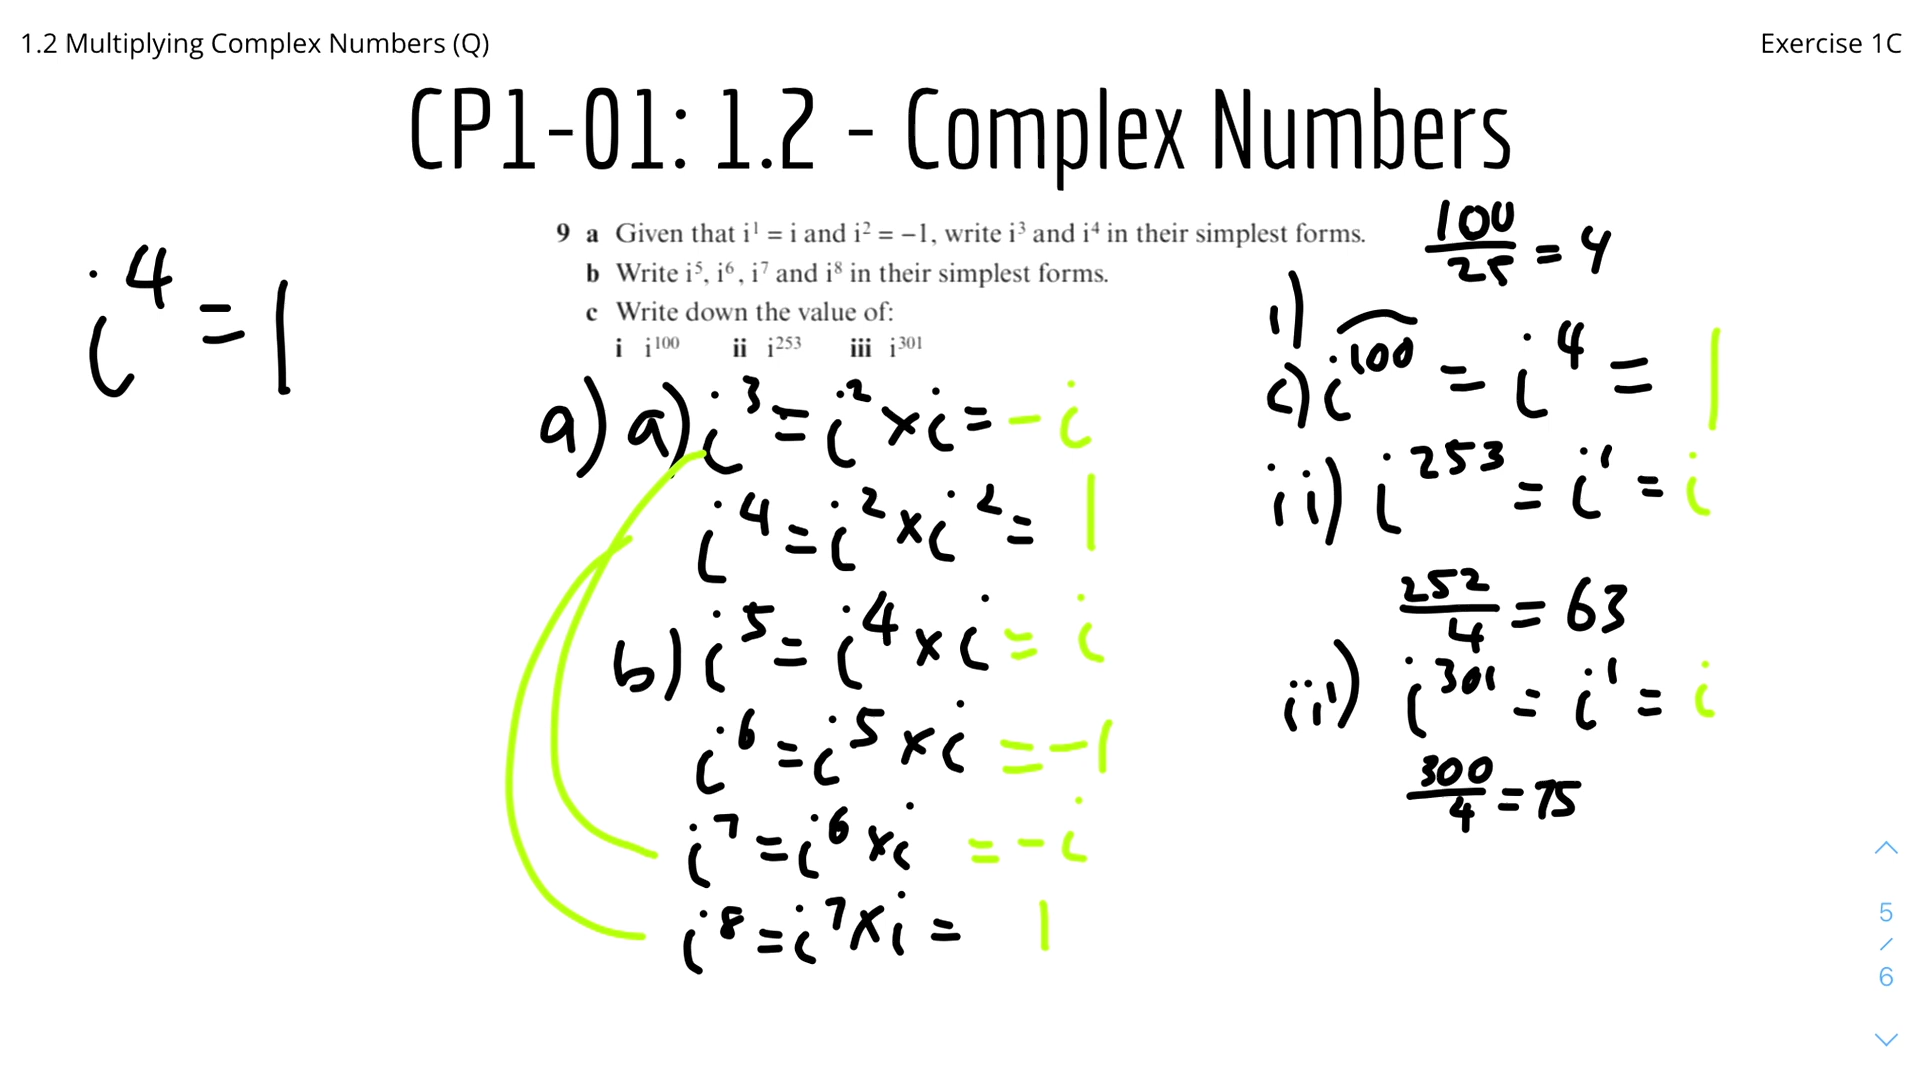 1.2 Multiplying Complex Numbers (Q)
Exercise 1C
CP1-01: 1.2 - Complex Numbers
9 a Given that i¹ = i and i² = −1, write i³ and i⁴ in their simplest forms.
b Write i⁵, i⁶, i⁷ and i⁸ in their simplest forms.
c Write down the value of:
i i¹⁰⁰ ii i²⁵³ iii i³⁰¹
i⁴ = 1
a) a) i³ = i² × i = -i
i⁴ = i² × i² = 1
b) i⁵ = i⁴ × i = i
i⁶ = i⁵ × i = -1
i⁷ = i⁶ × i = -i
i⁸ = i⁷ × i = 1
100/25 = 4
i)
c) i¹⁰⁰ = i⁴ = 1
ii) i²⁵³ = i¹ = i
252/4 = 63
iii) i³⁰¹ = i¹ = i
300/4 = 75
5
/
6